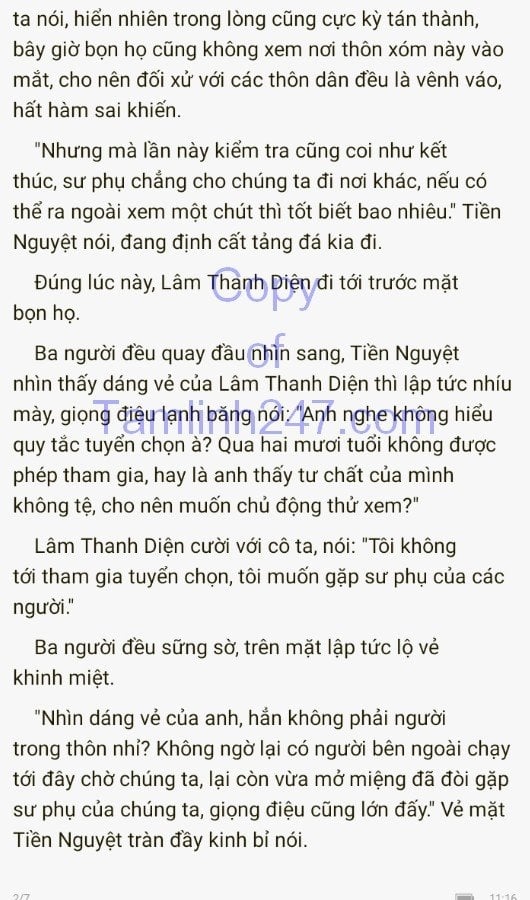 ta nói, hiển nhiên trong lòng cũng cực kỳ tán thành,
bây giờ bọn họ cũng không xem nơi thôn xóm này vào
mắt, cho nên đối xử với các thôn dân đều là vênh váo,
hất hàm sai khiến.
"Nhưng mà lần này kiểm tra cũng coi như kết
thúc, sư phụ chẳng cho chúng ta đi nơi khác, nếu có
thể ra ngoài xem một chút thì tốt biết bao nhiêu." Tiền
Nguyệt nói, đang định cất tảng đá kia đi.
Đúng lúc này, Lâm Thanh Diện đi tới trước mặt
bọn họ.
Copy
of
Tamlinh247.com
Ba người đều quay đầu nhìn sang, Tiền Nguyệt
nhìn thấy dáng vẻ của Lâm Thanh Diện thì lập tức nhíu
mày, giọng điệu lạnh băng nói: "Anh nghe không hiểu
quy tắc tuyển chọn à? Qua hai mươi tuổi không được
phép tham gia, hay là anh thấy tư chất của mình
không tệ, cho nên muốn chủ động thử xem?"
Lâm Thanh Diện cười với cô ta, nói: "Tôi không
tới tham gia tuyển chọn, tôi muốn gặp sư phụ của các
người."
Ba người đều sững sờ, trên mặt lập tức lộ vẻ
khinh miệt.
"Nhìn dáng vẻ của anh, hẳn không phải người
trong thôn nhỉ? Không ngờ lại có người bên ngoài chạy
tới đây chờ chúng ta, lại còn vừa mở miệng đã đòi gặp
sư phụ của chúng ta, giọng điệu cũng lớn đấy." Vẻ mặt
Tiền Nguyệt tràn đầy kinh bỉ nói.
2/7
11:16